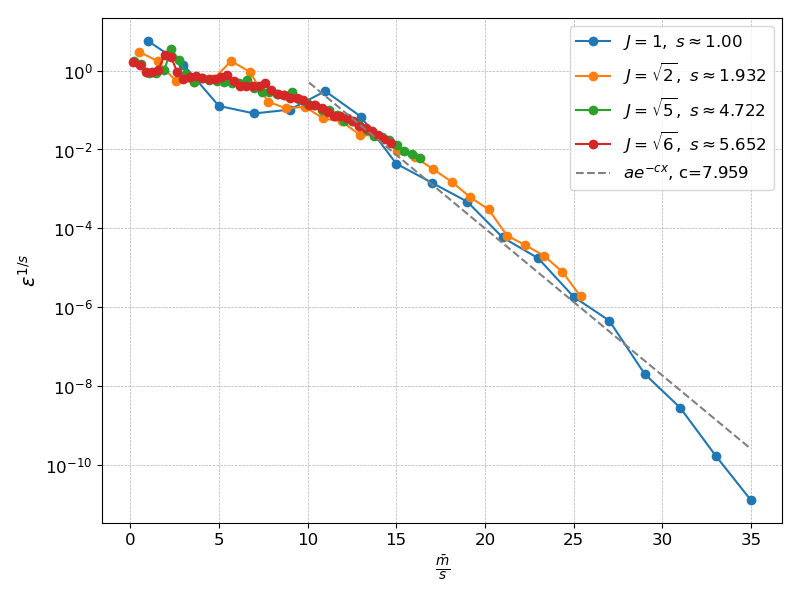 J = 1, s ≈ 1.00
J = √2, s ≈ 1.932
J = √5, s ≈ 4.722
J = √6, s ≈ 5.652
ae^{-cx}, c=7.959
10^0
10^{-2}
10^{-4}
10^{-6}
10^{-8}
10^{-10}
ε^{1/s}
0 5 10 15 20 25 30 35
m̄/s